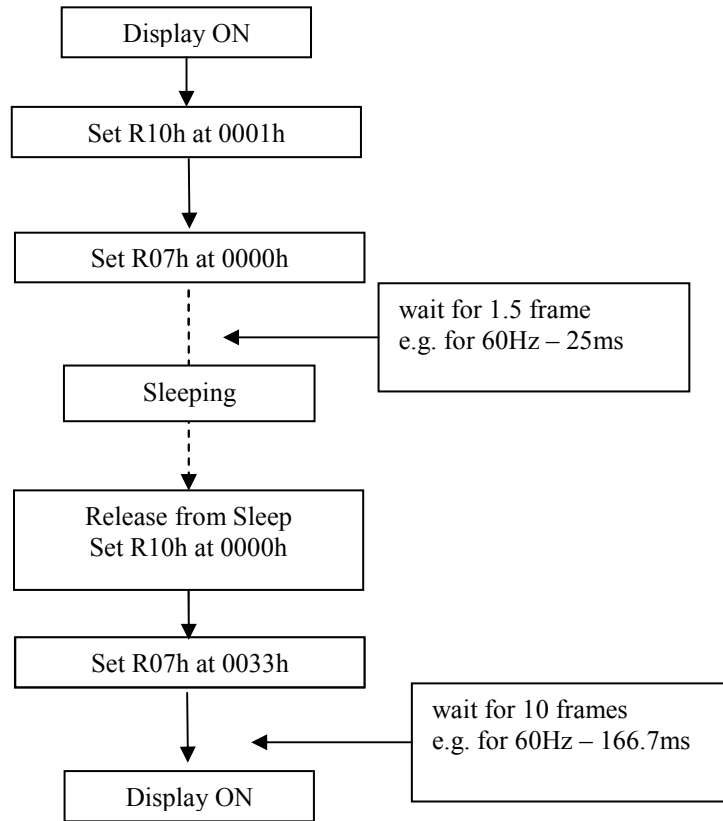 Display ON
Set R10h at 0001h
Set R07h at 0000h
wait for 1.5 frame
e.g. for 60Hz – 25ms
Sleeping
Release from Sleep
Set R10h at 0000h
Set R07h at 0033h
wait for 10 frames
e.g. for 60Hz – 166.7ms
Display ON